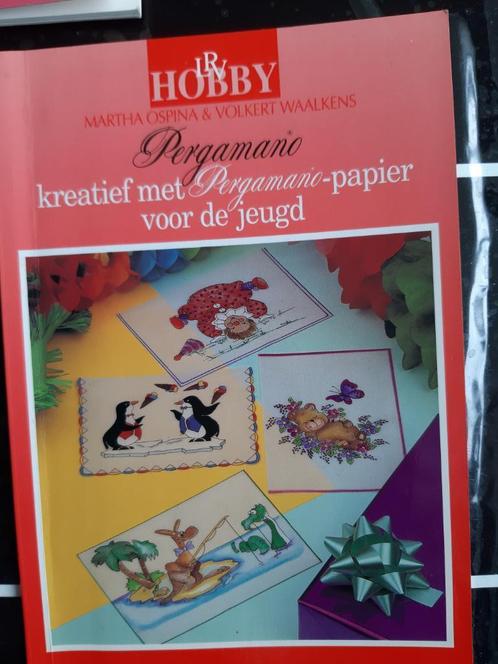 LRV
HOBBY
MARTHA OSPINA & VOLKERT WAALKENS
Pergamano®
kreatief met Pergamano-papier
voor de jeugd